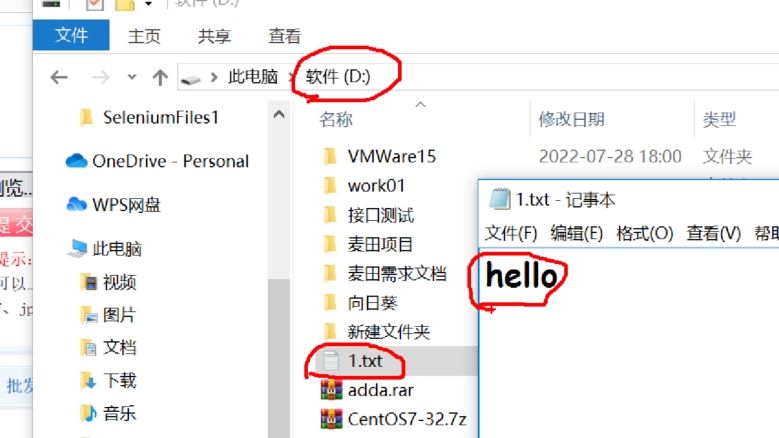 软件 (D:)
文件 主页 共享 查看
此电脑 软件 (D:)
SeleniumFiles1
OneDrive - Personal
WPS网盘
此电脑
视频
图片
文档
下载
音乐
名称 修改日期 类型
VMWare15 2022-07-28 18:00 文件夹
work01
接口测试
麦田项目
麦田需求文档
向日葵
新建文件夹
1.txt
adda.rar
CentOS7-32.7z
1.txt - 记事本
文件(F) 编辑(E) 格式(O) 查看(V) 帮助
hello
浏览...
提 交
提示:
可以上
、jp
批发